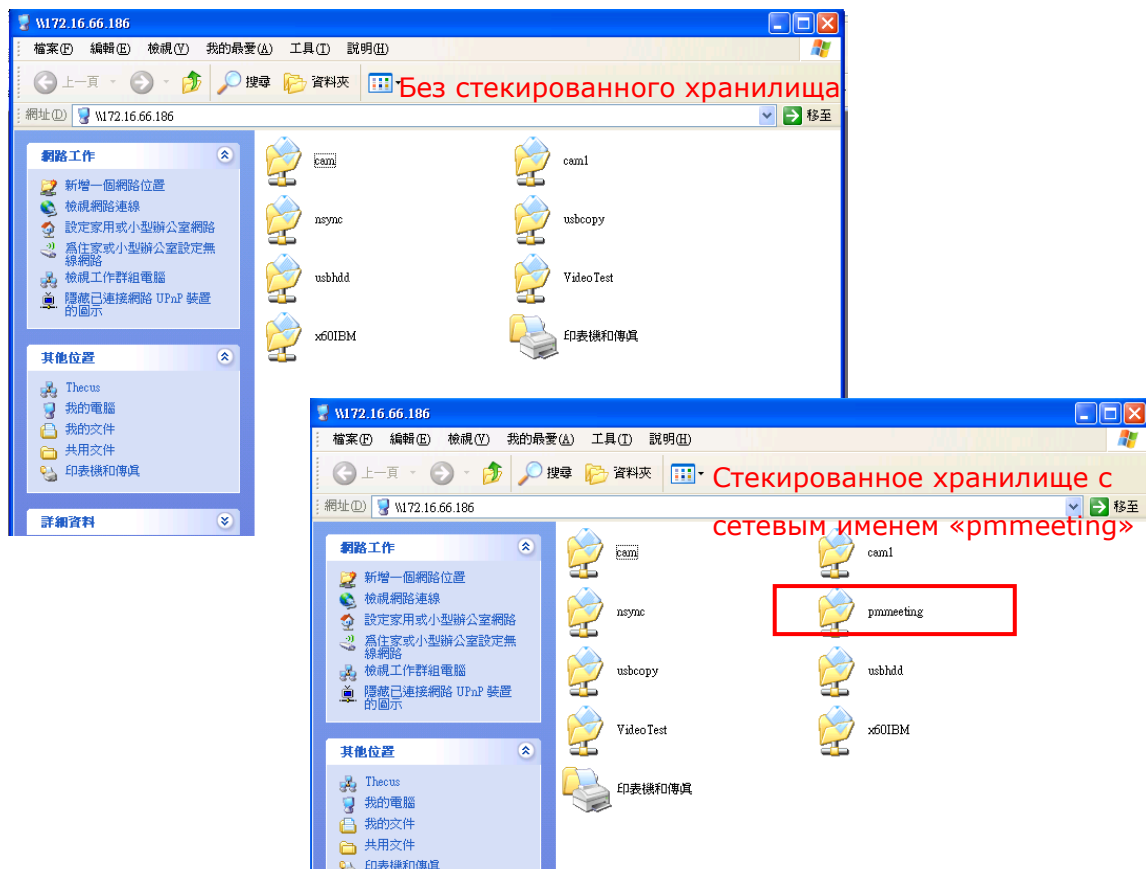 \\172.16.66.186
檔案(F) 編輯(E) 檢視(V) 我的最愛(A) 工具(T) 說明(H)
上一頁 搜尋 資料夾
Без стекированного хранилища
網址(D) \\172.16.66.186 移至
網路工作
新增一個網路位置
檢視網路連線
設定家用或小型辦公室網路
爲住家或小型辦公室設定無
線網路
檢視工作群組電腦
隱藏已連接網路 UPnP 裝置
的圖示
其他位置
Thecus
我的電腦
我的文件
共用文件
印表機和傳真
詳細資料
cam cam1
nsync usbcopy
usbhdd VideoTest
x60IBM 印表機和傳真
\\172.16.66.186
檔案(F) 編輯(E) 檢視(V) 我的最愛(A) 工具(T) 說明(H)
上一頁 搜尋 資料夾
Стекированное хранилище с
сетевым именем «pmmeeting»
網址(D) \\172.16.66.186 移至
網路工作
新增一個網路位置
檢視網路連線
設定家用或小型辦公室網路
爲住家或小型辦公室設定無
線網路
檢視工作群組電腦
隱藏已連接網路 UPnP 裝置
的圖示
其他位置
Thecus
我的電腦
我的文件
共用文件
印表機和傳真
cam cam1
nsync pmmeeting
usbcopy usbhdd
VideoTest x60IBM
印表機和傳真